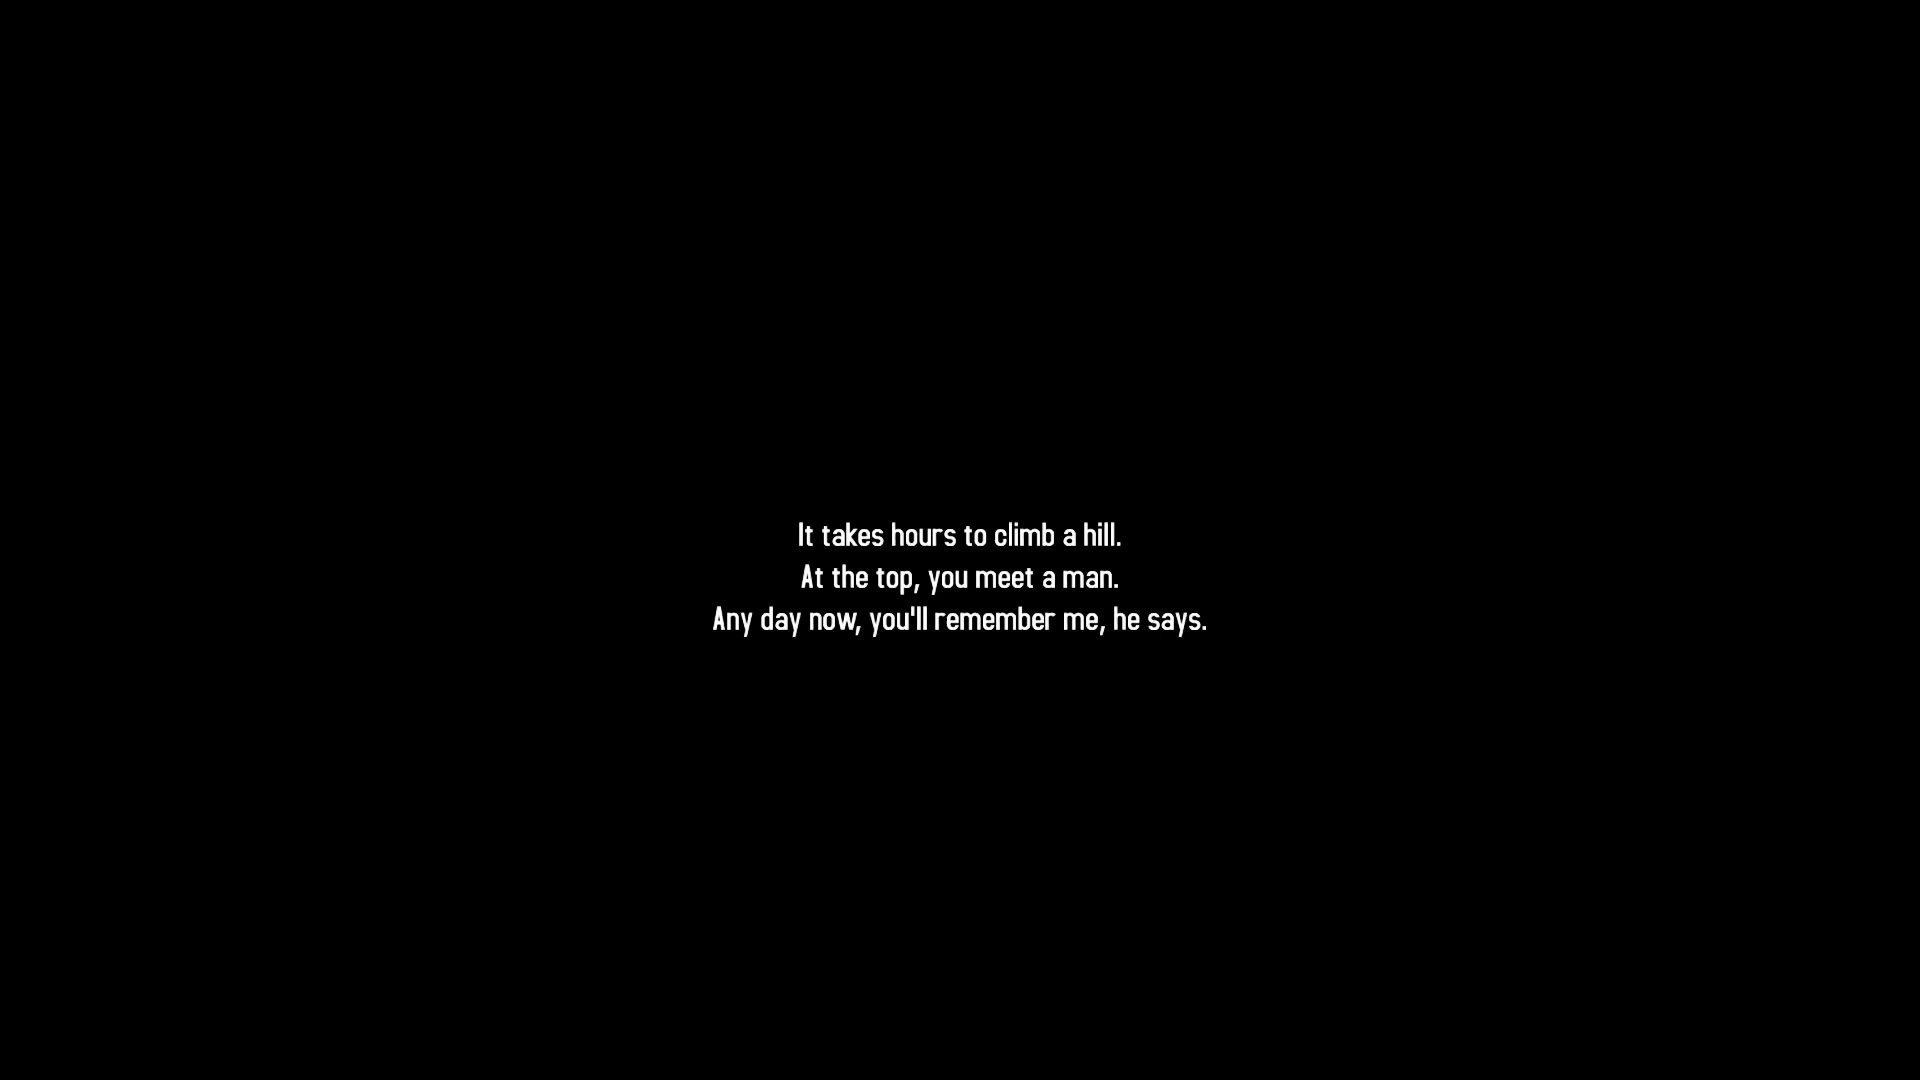 It takes hours to climb a hill.
At the top, you meet a man.
Any day now, you'll remember me, he says.